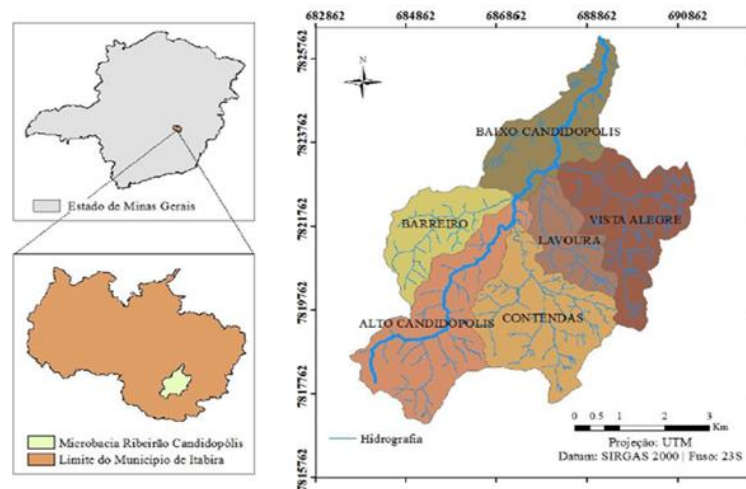 Estado de Minas Gerais
Microbacia Ribeirão Candidopólis
Limite do Município de Itabira
682862 684862 686862 688862 690862
7825762
7823762
7821762
7819762
7817762
7815762
N
BAIXO CANDIDOPOLIS
BARREIRO
VISTA ALEGRE
LAVOURA
ALTO CANDIDOPOLIS
CONTENDAS
0 0.5 1 2 3
Km
Hidrografia
Projeção: UTM
Datum: SIRGAS 2000 | Fuso: 23S